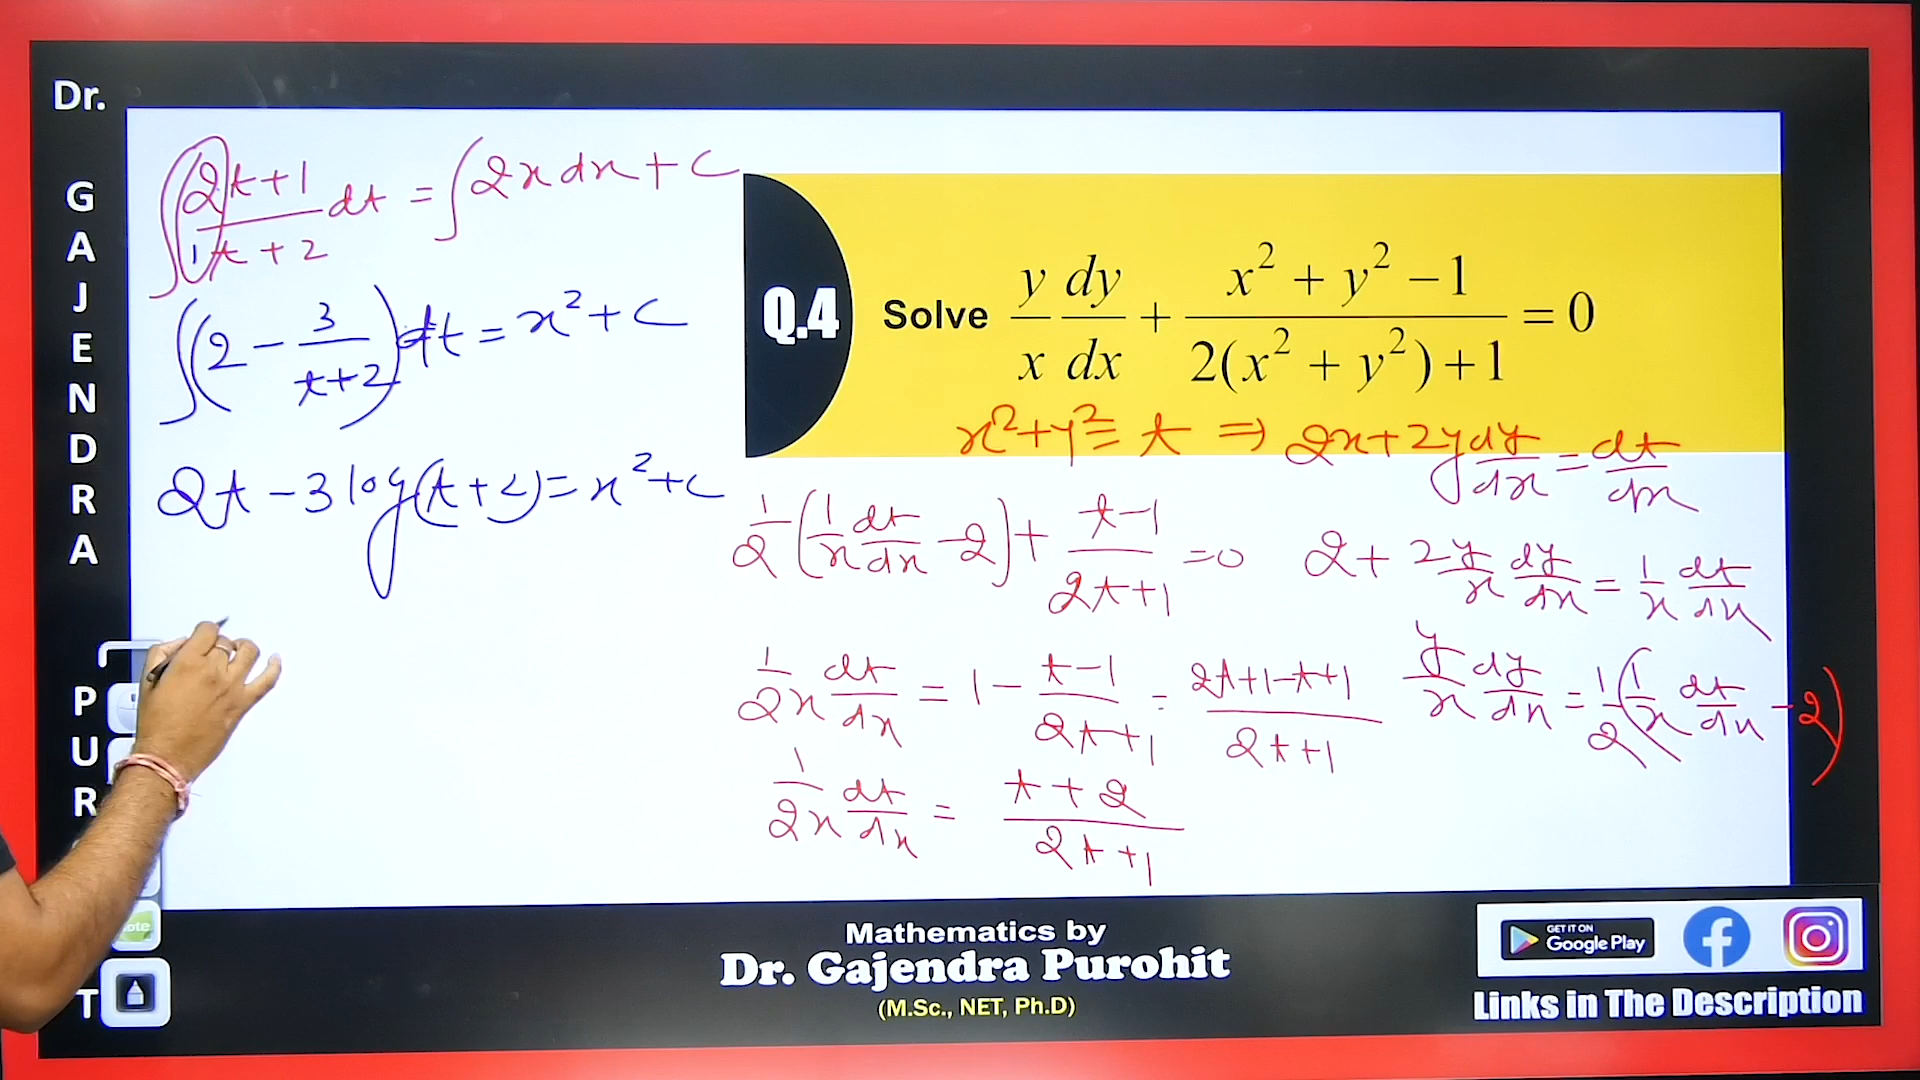 Dr.
GAJENDRA
PUR
T
∫ (2t+1)/(1t+2) dt = ∫ 2x dx + c
∫ (2 - 3/(t+2)) dt = x² + c
2t - 3 log(t+2) = x² + c
Q.4 Solve y/x dy/dx + (x² + y² - 1)/(2(x² + y²) + 1) = 0
x² + y² = t ⇒ 2x + 2y dy/dx = dt/dx
1/2 (1/x dt/dx - 2) + (t-1)/(2t+1) = 0
2 + 2 y/x dy/dx = 1/x dt/dx
1/2x dt/dx = 1 - (t-1)/(2t+1) = (2t+1-t+1)/(2t+1)
y/x dy/dx = 1/2 (1/x dt/dx - 2)
1/2x dt/dx = (t+2)/(2t+1)
ote
Mathematics by
Dr. Gajendra Purohit
(M.Sc., NET, Ph.D)
GET IT ON
Google Play
Links in The Description